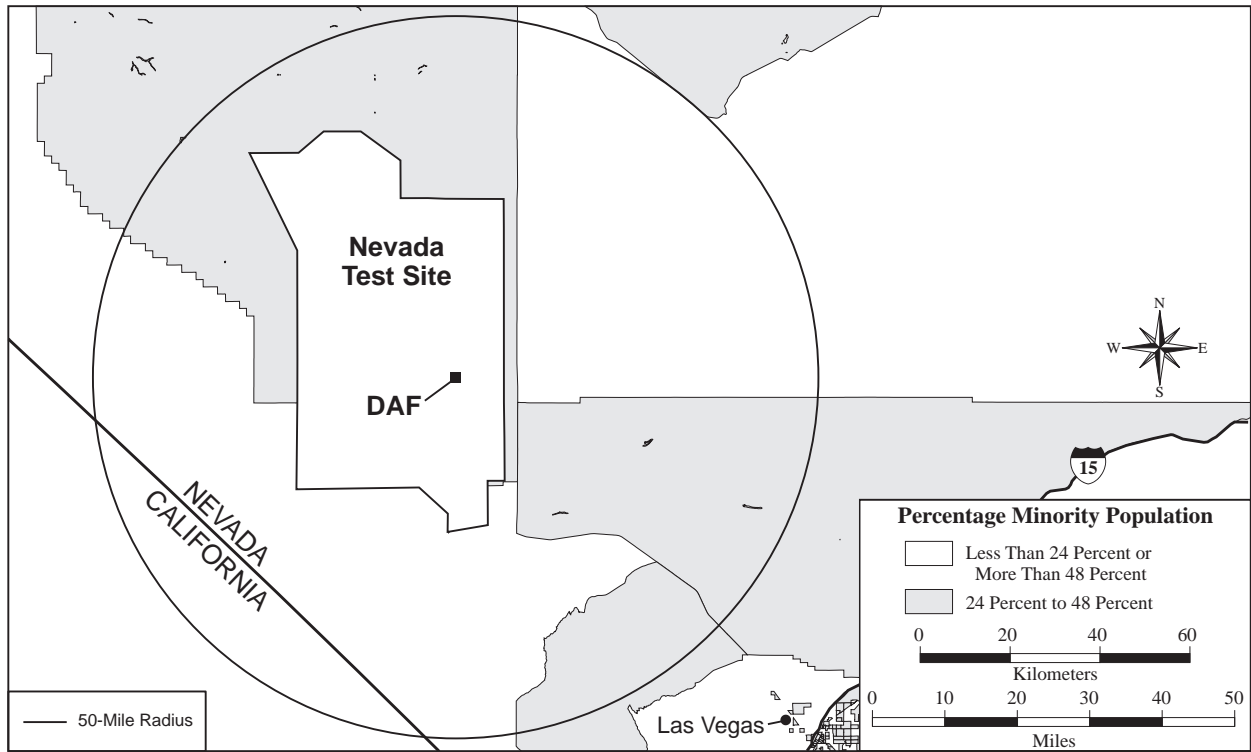 Nevada
Test Site
DAF
N
W E
S
15
NEVADA
CALIFORNIA
Percentage Minority Population
Less Than 24 Percent or
More Than 48 Percent
24 Percent to 48 Percent
0 20 40 60
Kilometers
0 10 20 30 40 50
Miles
50-Mile Radius
Las Vegas